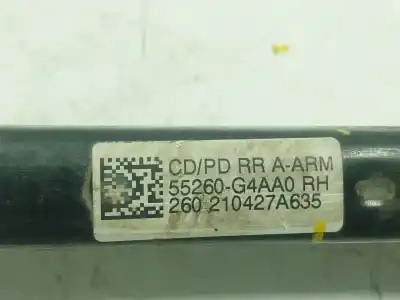 CD/PD RR A-ARM
55260-G4AA0 RH
260 210427A635